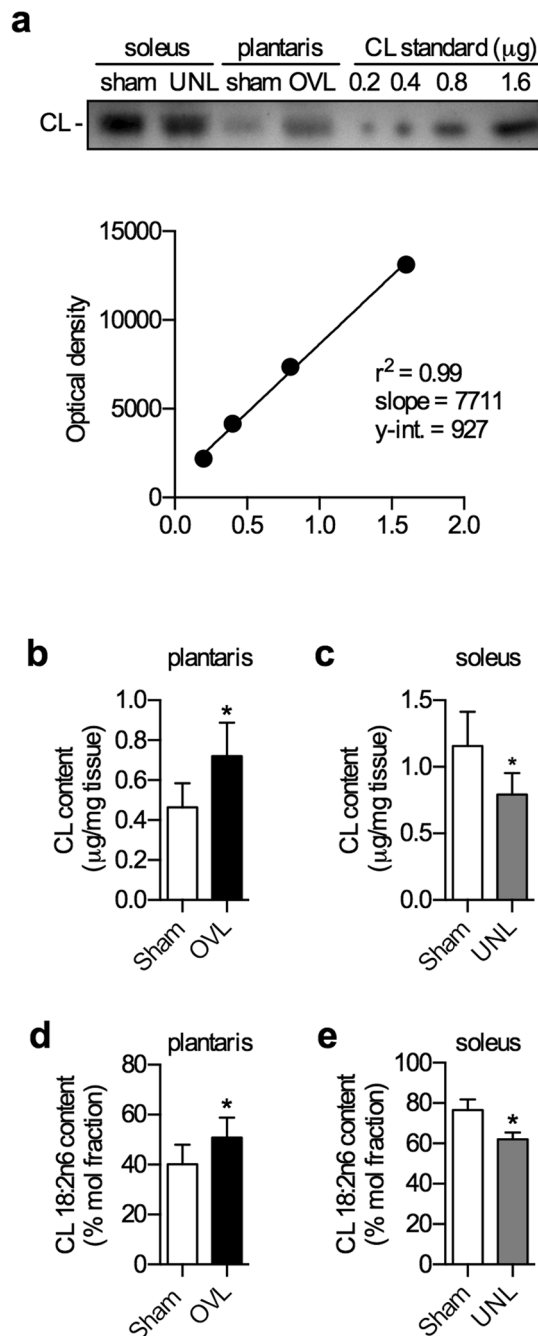 a
soleus plantaris CL standard (μg)
sham UNL sham OVL 0.2 0.4 0.8 1.6
CL -
15000
10000
5000
0
Optical density
r² = 0.99
slope = 7711
y-int. = 927
0.0 0.5 1.0 1.5 2.0
b plantaris
CL content
(μg/mg tissue)
1.0
0.8
0.6
0.4
0.2
0.0
*
Sham
OVL
c soleus
CL content
(μg/mg tissue)
1.5
1.0
0.5
0.0
*
Sham
UNL
d plantaris
CL 18:2n6 content
(% mol fraction)
80
60
40
20
0
*
Sham
OVL
e soleus
CL 18:2n6 content
(% mol fraction)
100
80
60
40
20
0
*
Sham
UNL